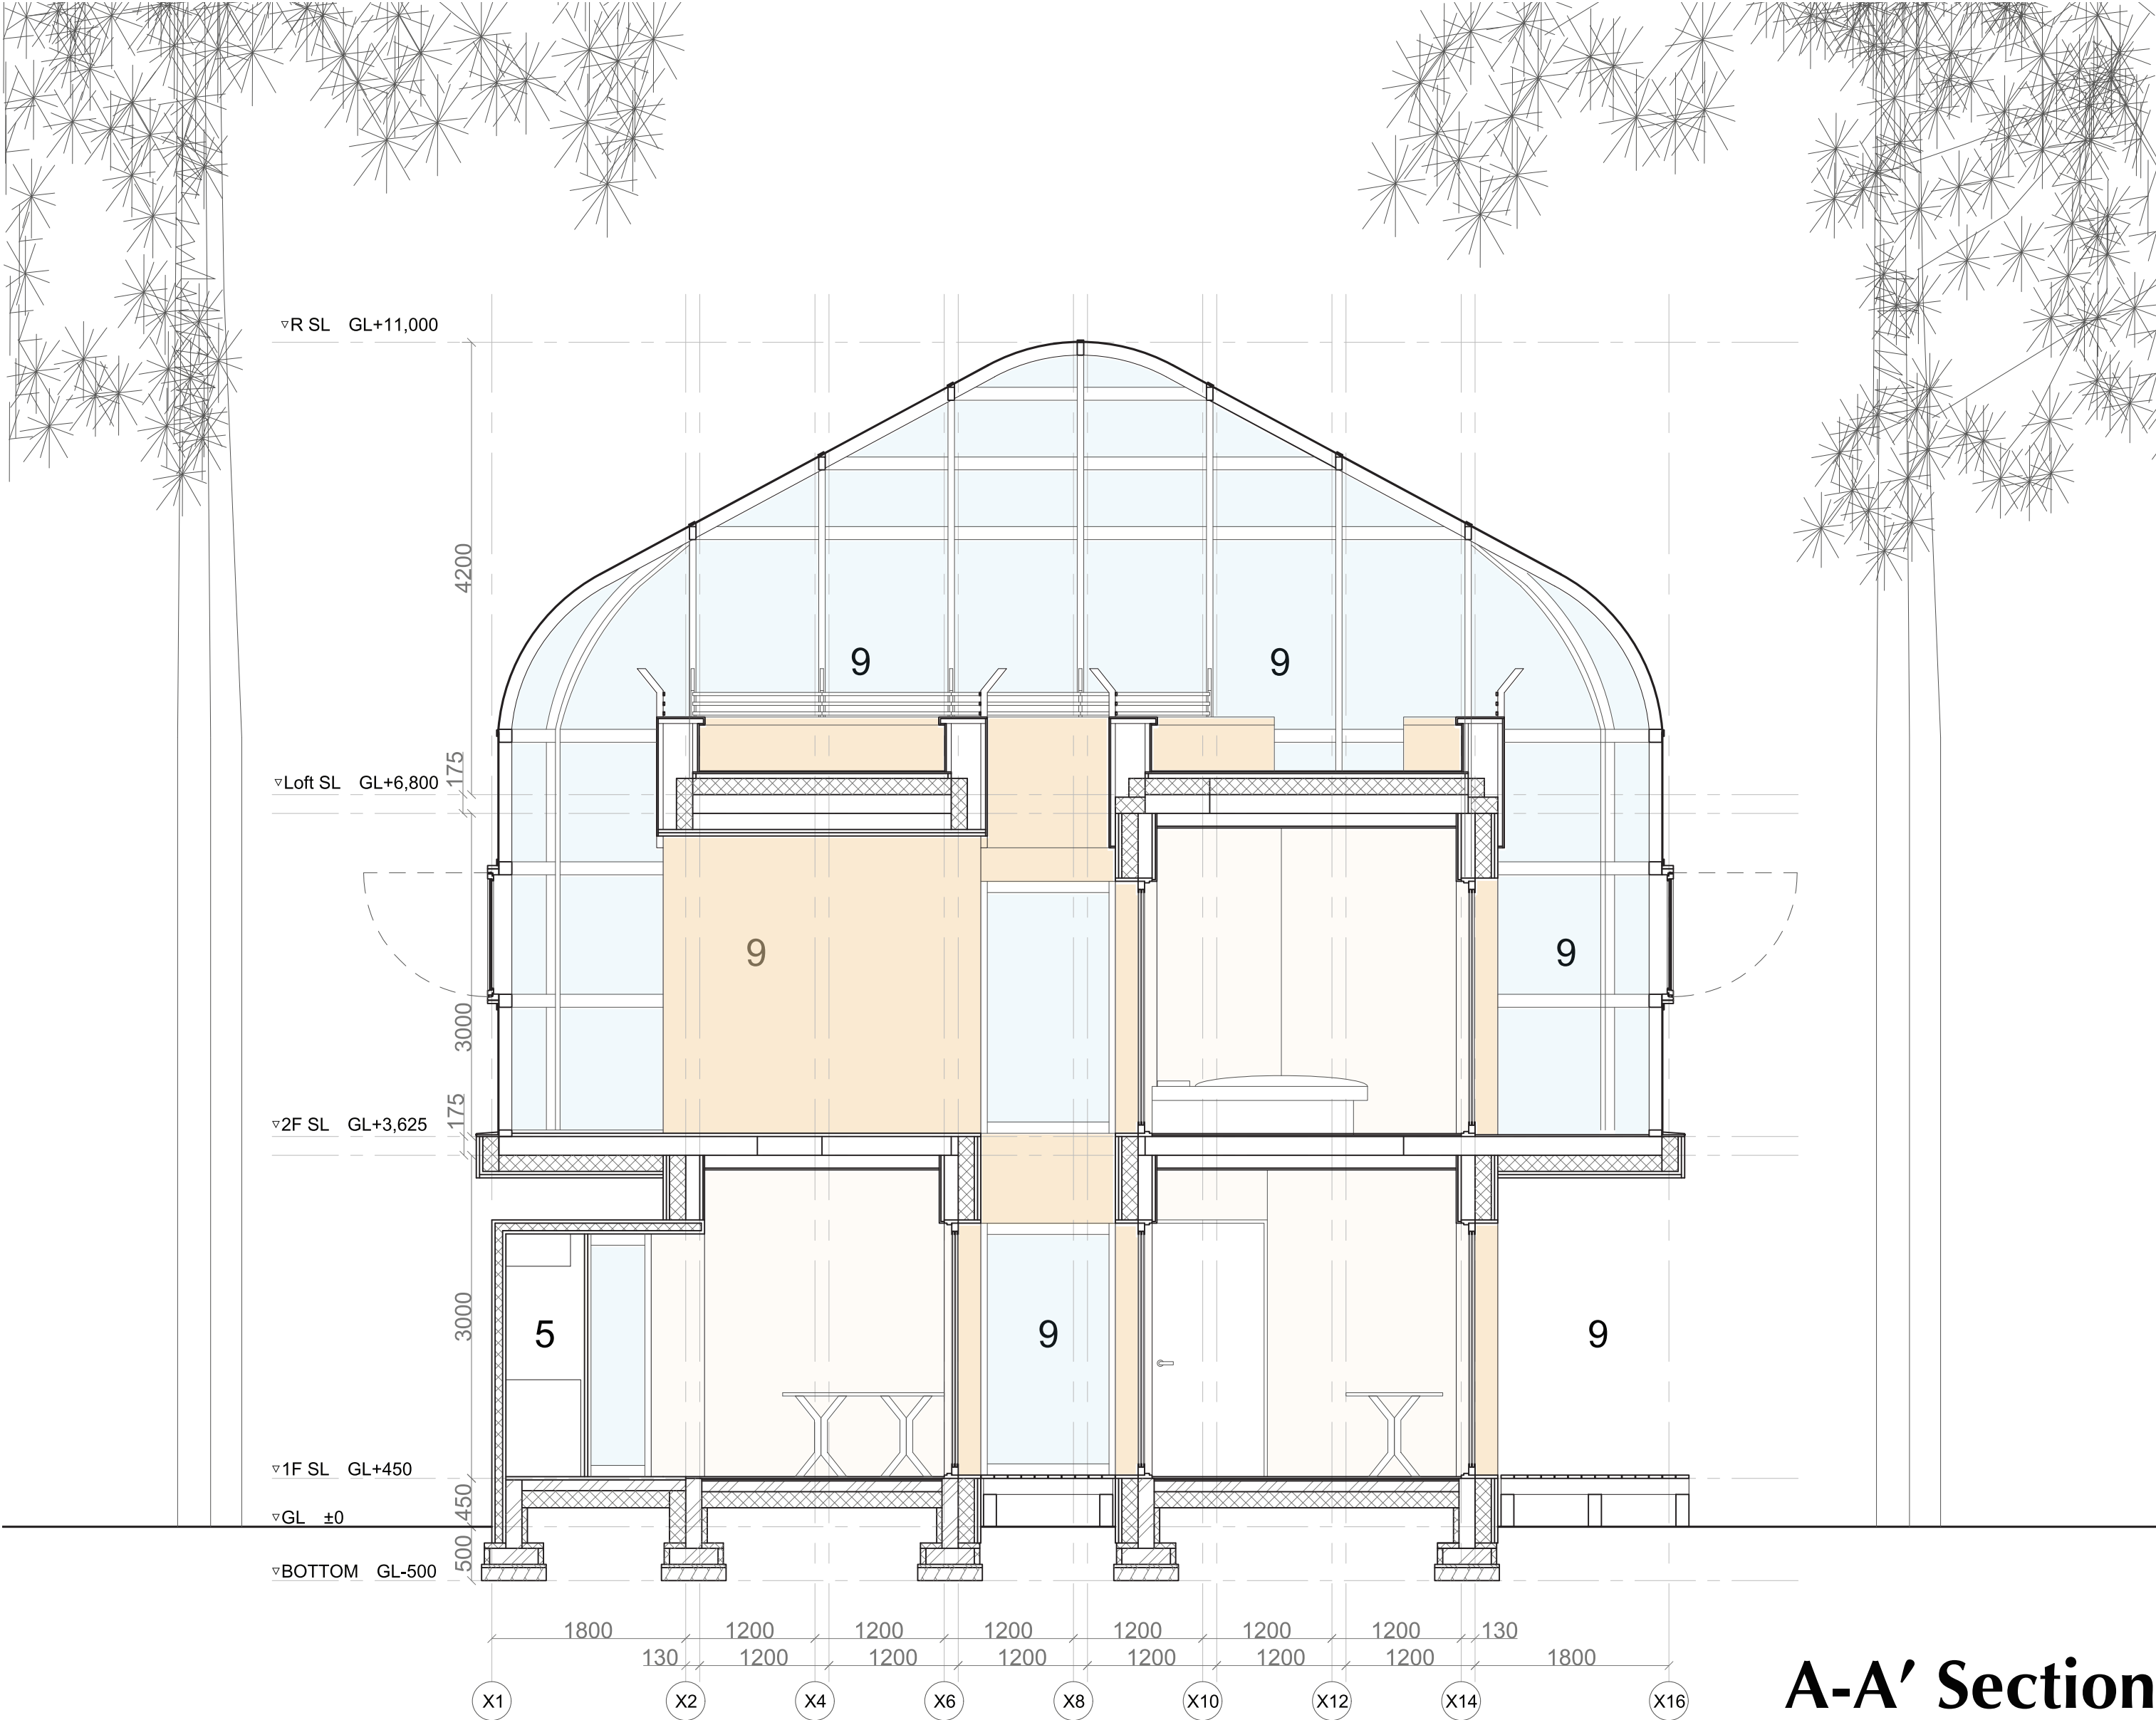 ▿R SL GL+11,000
4200
9 9
175
▿Loft SL GL+6,800
9 9
3000
175
▿2F SL GL+3,625
3000
5 9 9
▿1F SL GL+450
450
▿GL ±0
500
▿BOTTOM GL-500
1800 1200 1200 1200 1200 1200 1200 130
130 1200 1200 1200 1200 1200 1200 1800
X1 X2 X4 X6 X8 X10 X12 X14 X16
A-A′ Section